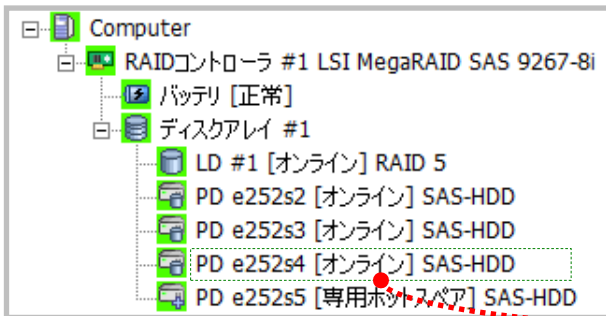 Computer
RAIDコントローラ #1 LSI MegaRAID SAS 9267-8i
バッテリ [正常]
ディスクアレイ #1
LD #1 [オンライン] RAID 5
PD e252s2 [オンライン] SAS-HDD
PD e252s3 [オンライン] SAS-HDD
PD e252s4 [オンライン] SAS-HDD
PD e252s5 [専用ホットスペア] SAS-HDD